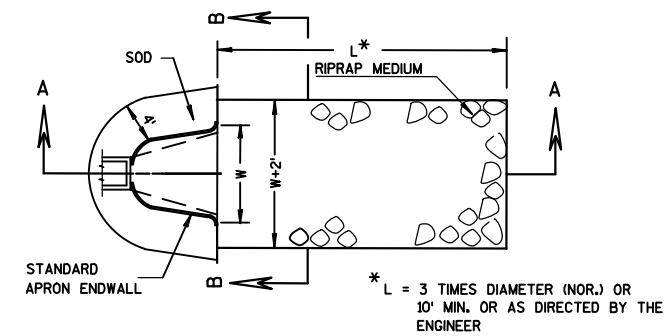 B
L*
SOD
RIPRAP MEDIUM
A
A
4'
W
W+2'
STANDARD
APRON ENDWALL
B
* L = 3 TIMES DIAMETER (NOR.) OR
10' MIN. OR AS DIRECTED BY THE
ENGINEER